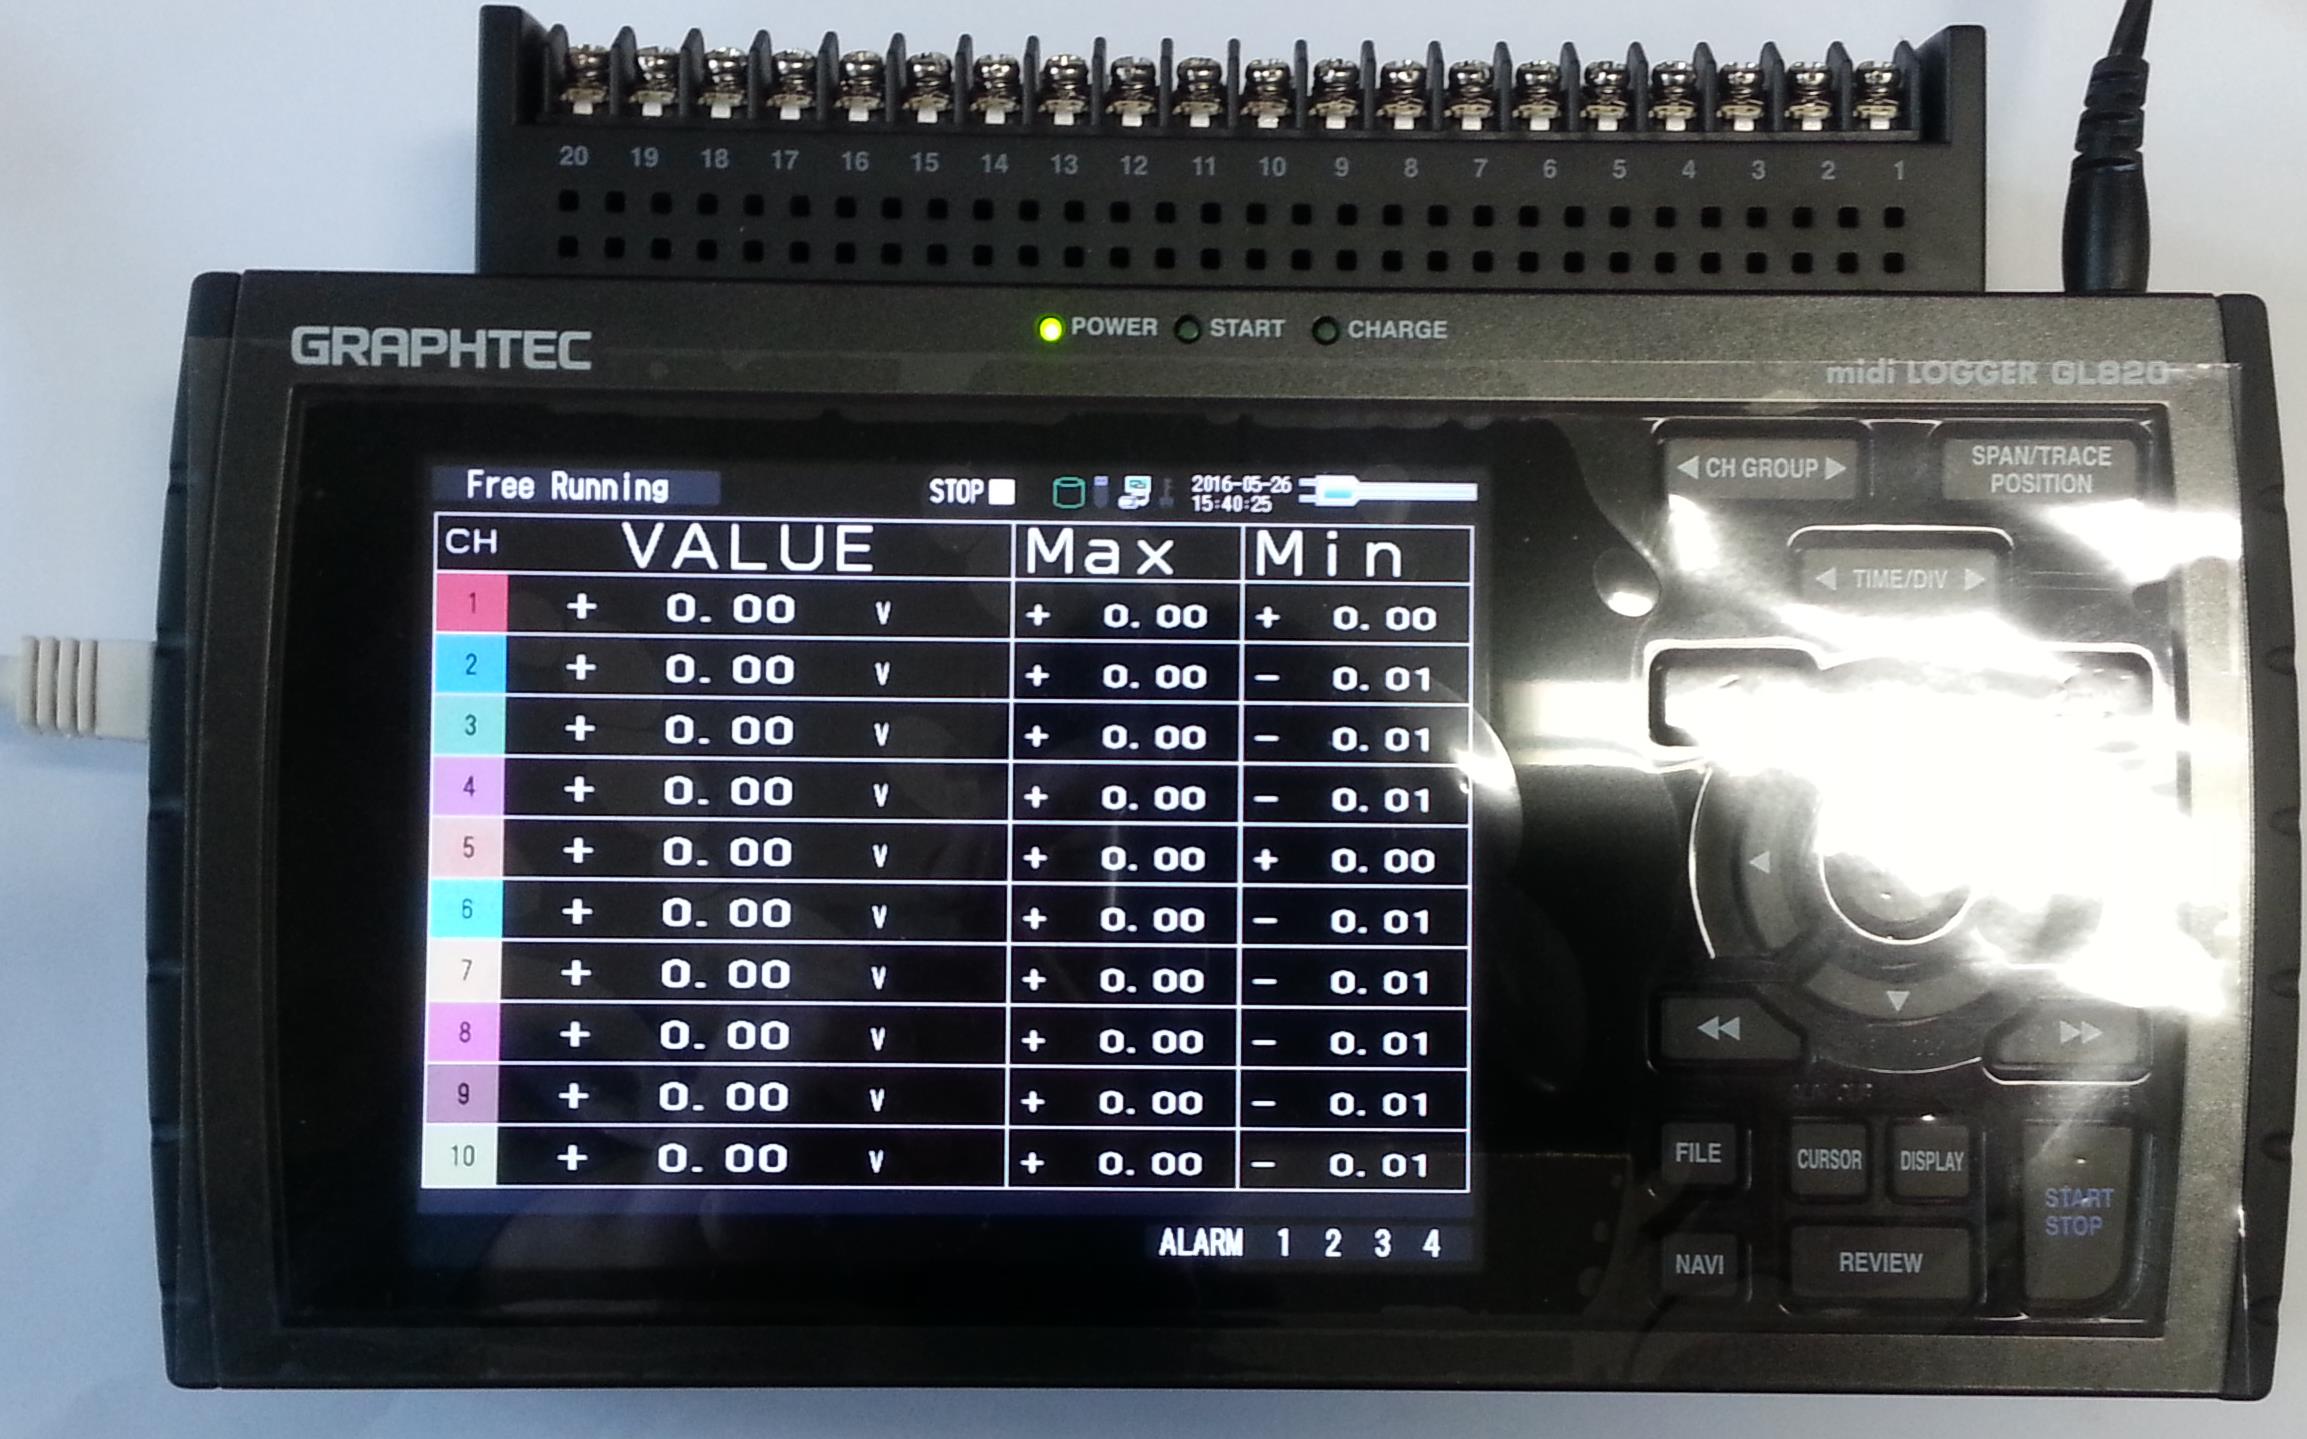 20 19 18 17 16 15 14 13 12 11 10 9 8 7 6 5 4 3 2 1
GRAPHTEC
POWER START CHARGE
midi LOGGER GL820
Free Running STOP 2016-05-26
15:40:25
CH VALUE Max Min
1 + 0.00 V + 0.00 + 0.00
2 + 0.00 V + 0.00 - 0.01
3 + 0.00 V + 0.00 - 0.01
4 + 0.00 V + 0.00 - 0.01
5 + 0.00 V + 0.00 + 0.00
6 + 0.00 V + 0.00 - 0.01
7 + 0.00 V + 0.00 - 0.01
8 + 0.00 V + 0.00 - 0.01
9 + 0.00 V + 0.00 - 0.01
10 + 0.00 V + 0.00 - 0.01
ALARM 1 2 3 4
CH GROUP
SPAN/TRACE
POSITION
TIME/DIV
FILE
CURSOR
DISPLAY
START
STOP
NAVI
REVIEW